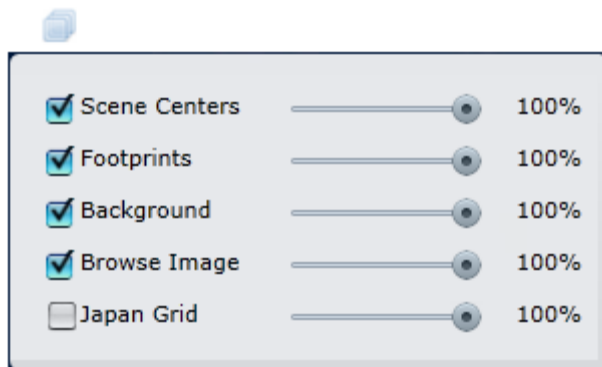 Scene Centers 100%
Footprints 100%
Background 100%
Browse Image 100%
Japan Grid 100%